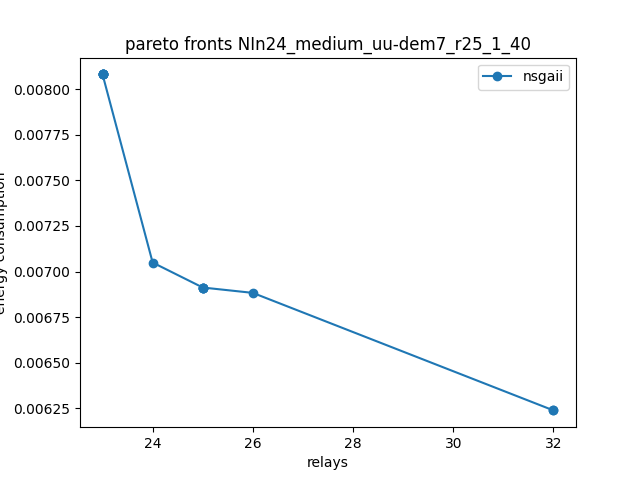 pareto fronts NIn24_medium_uu-dem7_r25_1_40
nsgaii
0.00800
0.00775
0.00750
0.00725
0.00700
0.00675
0.00650
0.00625
energy consumption
24 26 28 30 32
relays